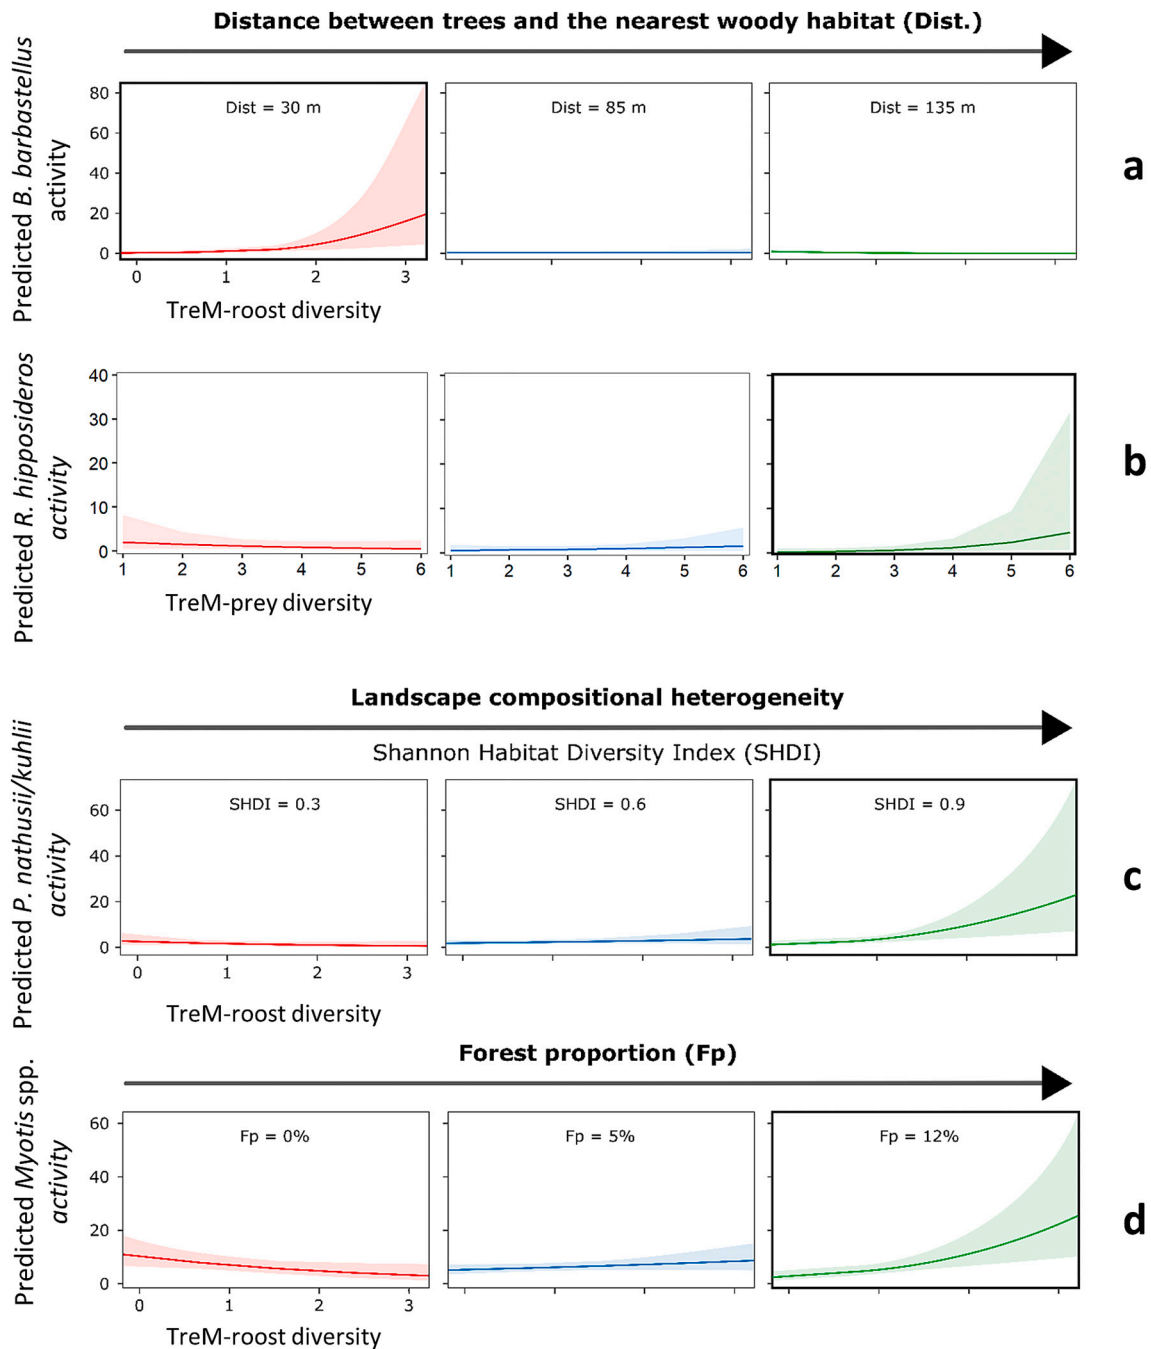 Distance between trees and the nearest woody habitat (Dist.)
Predicted B. barbastellus
activity
80
60
40
20
0
Dist = 30 m
Dist = 85 m
Dist = 135 m
a
0 1 2 3
TreM-roost diversity
Predicted R. hipposideros
activity
40
30
20
10
0
b
1 2 3 4 5 6
1 2 3 4 5 6
1 2 3 4 5 6
TreM-prey diversity
Landscape compositional heterogeneity
Shannon Habitat Diversity Index (SHDI)
Predicted P. nathusii/kuhlii
activity
60
40
20
0
SHDI = 0.3
SHDI = 0.6
SHDI = 0.9
c
0 1 2 3
TreM-roost diversity
Forest proportion (Fp)
Predicted Myotis spp.
activity
60
40
20
0
Fp = 0%
Fp = 5%
Fp = 12%
d
0 1 2 3
TreM-roost diversity